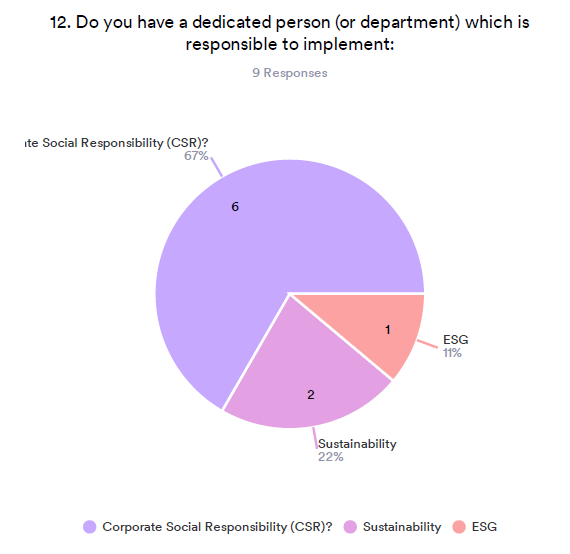 12. Do you have a dedicated person (or department) which is
responsible to implement:
9 Responses
te Social Responsibility (CSR)?
67%
6
1
ESG
11%
2
Sustainability
22%
Corporate Social Responsibility (CSR)? Sustainability ESG